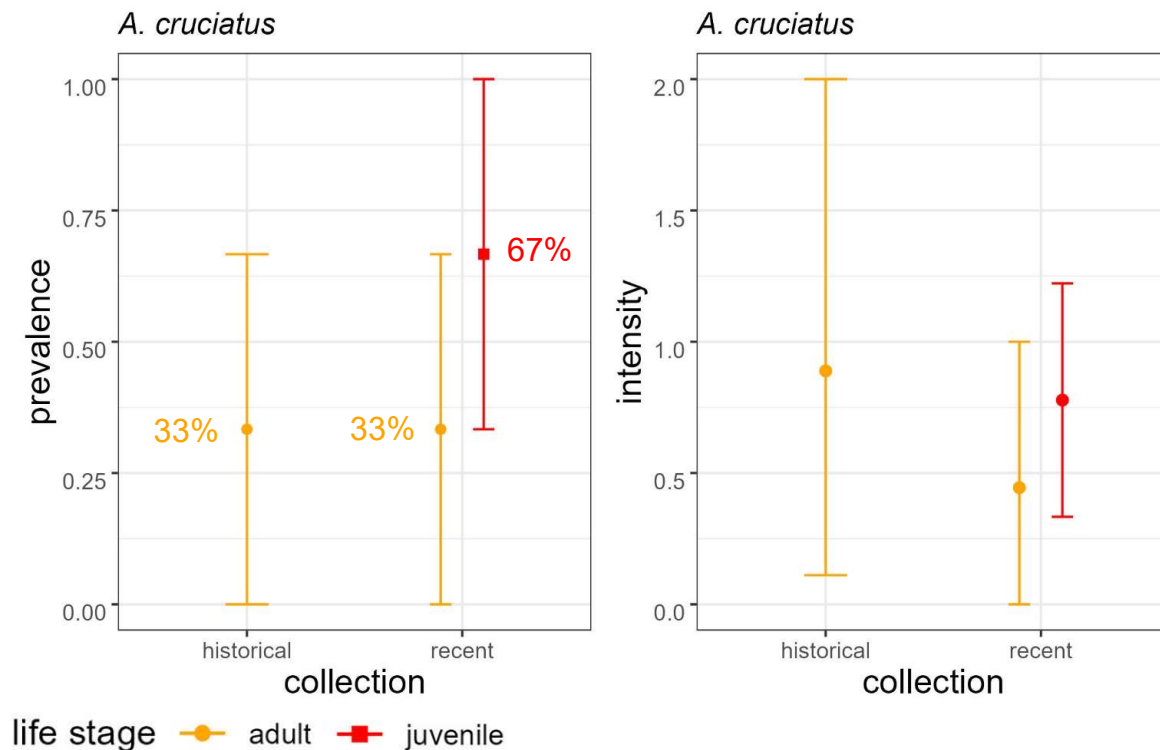 A. cruciatus
prevalence
1.00
0.75
0.50
0.25
0.00
33%
33%
67%
historical recent
collection
A. cruciatus
intensity
2.0
1.5
1.0
0.5
0.0
historical recent
collection
life stage adult juvenile